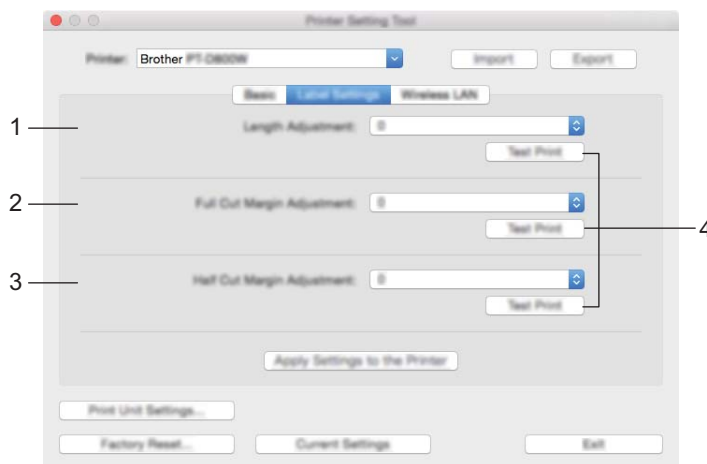 Printer Setting Tool
Printer: Brother PT-D800W Import Export
Basic Label Settings Wireless LAN
1 Length Adjustment: 0
Test Print
2 Full Cut Margin Adjustment: 0
Test Print 4
3 Half Cut Margin Adjustment: 0
Test Print
Apply Settings to the Printer
Print Unit Settings...
Factory Reset... Current Settings Exit